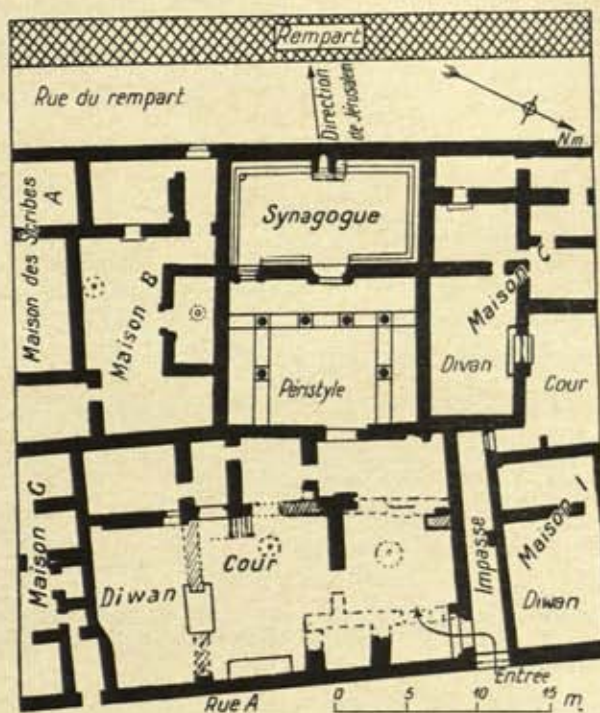 Rempart
Rue du rempart
Direction
de Jérusalem
N.m.
Synagogue
Maison des Scribes
A
Maison B
Maison C
Divan
Péristyle
Cour
Maison G
Diwan
Cour
Impasse
Maison I
Diwan
Entrée
Rue A
0 5 10 15 m.